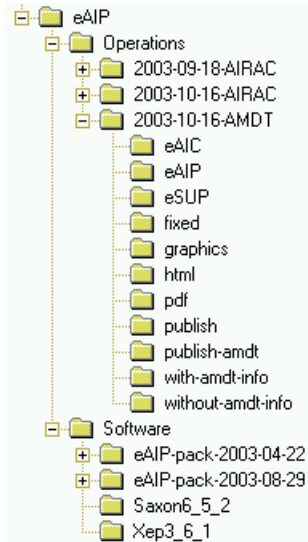 eAIP
Operations
2003-09-18-AIRAC
2003-10-16-AIRAC
2003-10-16-AMDT
eAIC
eAIP
eSUP
fixed
graphics
html
pdf
publish
publish-amdt
with-amdt-info
without-amdt-info
Software
eAIP-pack-2003-04-22
eAIP-pack-2003-08-29
Saxon6_5_2
Xep3_6_1